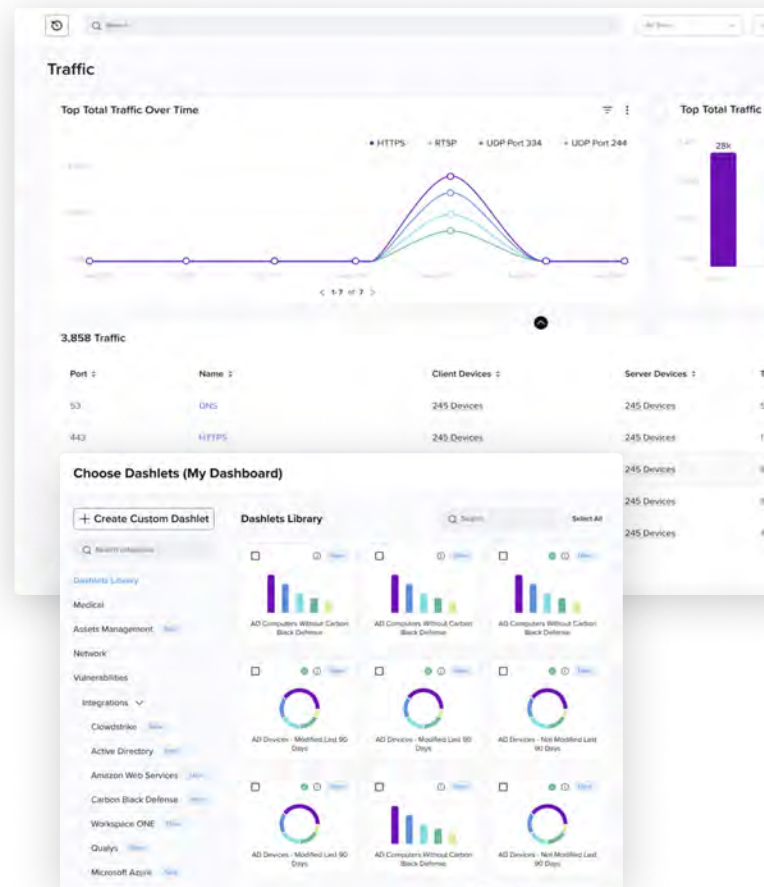 Search
Traffic
Top Total Traffic Over Time
Top Total Traffic
HTTPS RTSP UDP Port 334 UDP Port 244
28k
< 1-7 of 7 >
3,858 Traffic
Port Name Client Devices Server Devices
53 DNS 245 Devices 245 Devices
443 HTTPS 245 Devices 245 Devices
245 Devices
245 Devices
245 Devices
Choose Dashlets (My Dashboard)
+ Create Custom Dashlet
Dashlets Library
Search
Select All
Search categories
Dashlets Library
Medical
Assets Management
Network
Vulnerabilities
Integrations
Clowdstrike
Active Directory
Amazon Web Services
Carbon Black Defense
Workspace ONE
Qualys
Microsoft Azure
AD Computers Without Carbon
Black Defense
AD Computers Without Carbon
Black Defense
AD Computers Without Carbon
Black Defense
AD Devices - Modified Last 90
Days
AD Devices - Modified Last 90
Days
AD Devices - Not Modified Last
90 Days
AD Devices - Modified Last 90
Days
AD Computers Without Carbon
Black Defense
AD Devices - Not Modified Last
90 Days